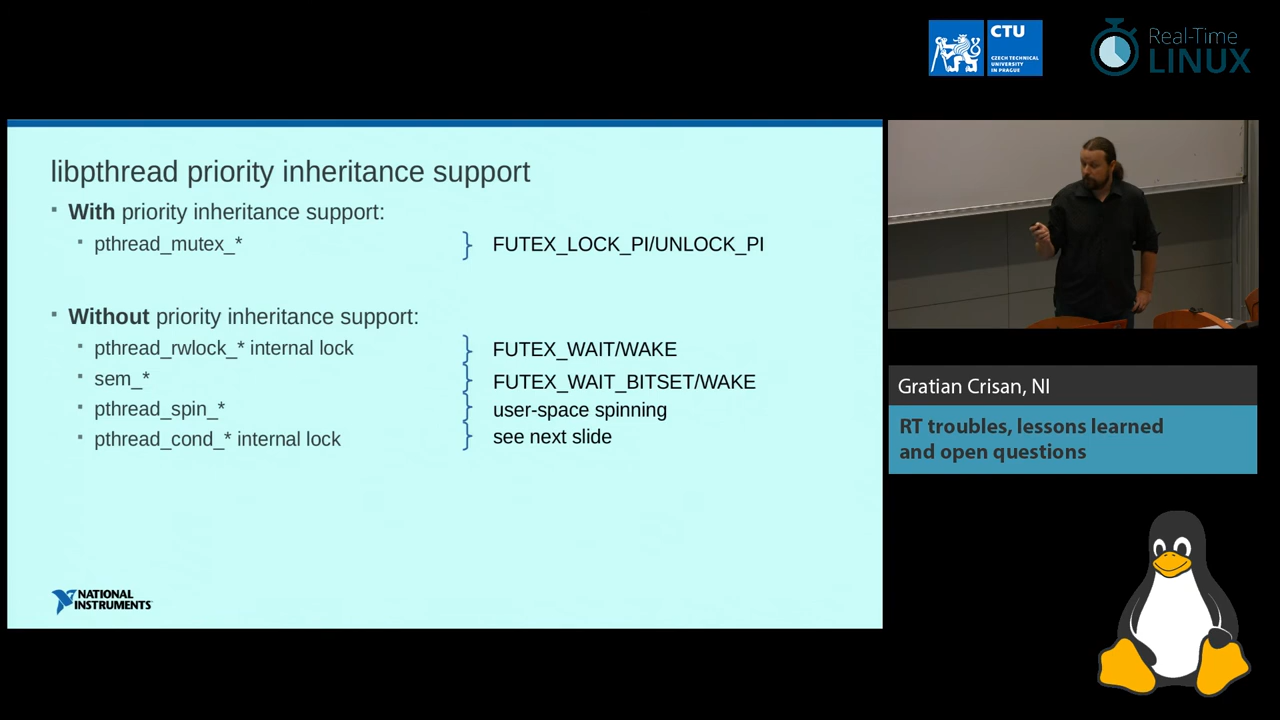 CTU
CZECH TECHNICAL
UNIVERSITY
IN PRAGUE
Real-Time
LINUX
libpthread priority inheritance support
With priority inheritance support:
pthread_mutex_* } FUTEX_LOCK_PI/UNLOCK_PI
Without priority inheritance support:
pthread_rwlock_* internal lock } FUTEX_WAIT/WAKE
sem_* } FUTEX_WAIT_BITSET/WAKE
pthread_spin_* } user-space spinning
pthread_cond_* internal lock } see next slide
NATIONAL
INSTRUMENTS
Gratian Crisan, NI
RT troubles, lessons learned
and open questions